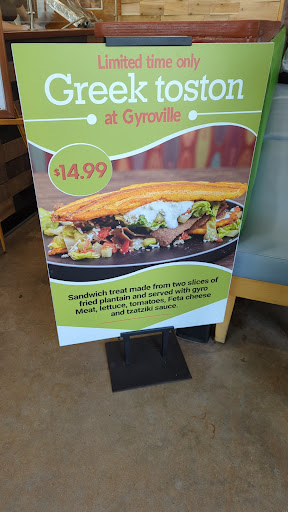 Limited time only
Greek toston
at Gyroville
$14.99
Sandwich treat made from two slices of
fried plantain and served with gyro
Meat, lettuce, tomatoes, Feta cheese
and tzatziki sauce.